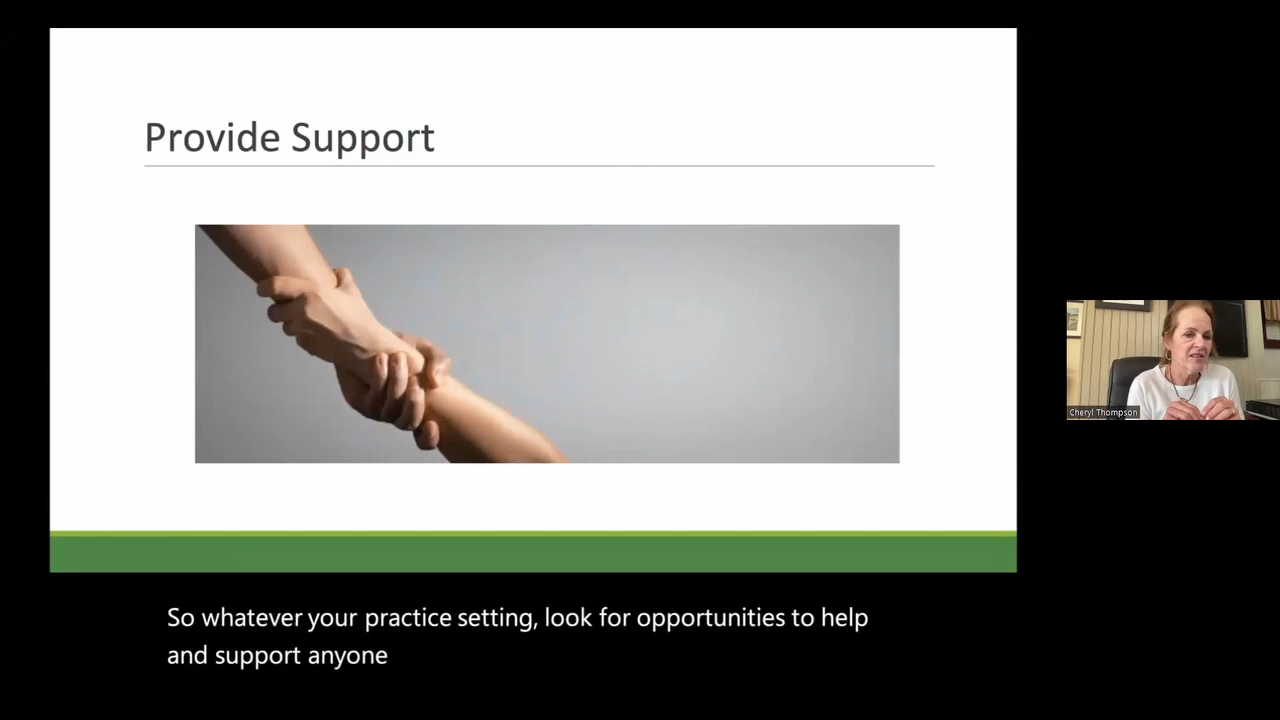 Provide Support
Cheryl Thompson
So whatever your practice setting, look for opportunities to help
and support anyone